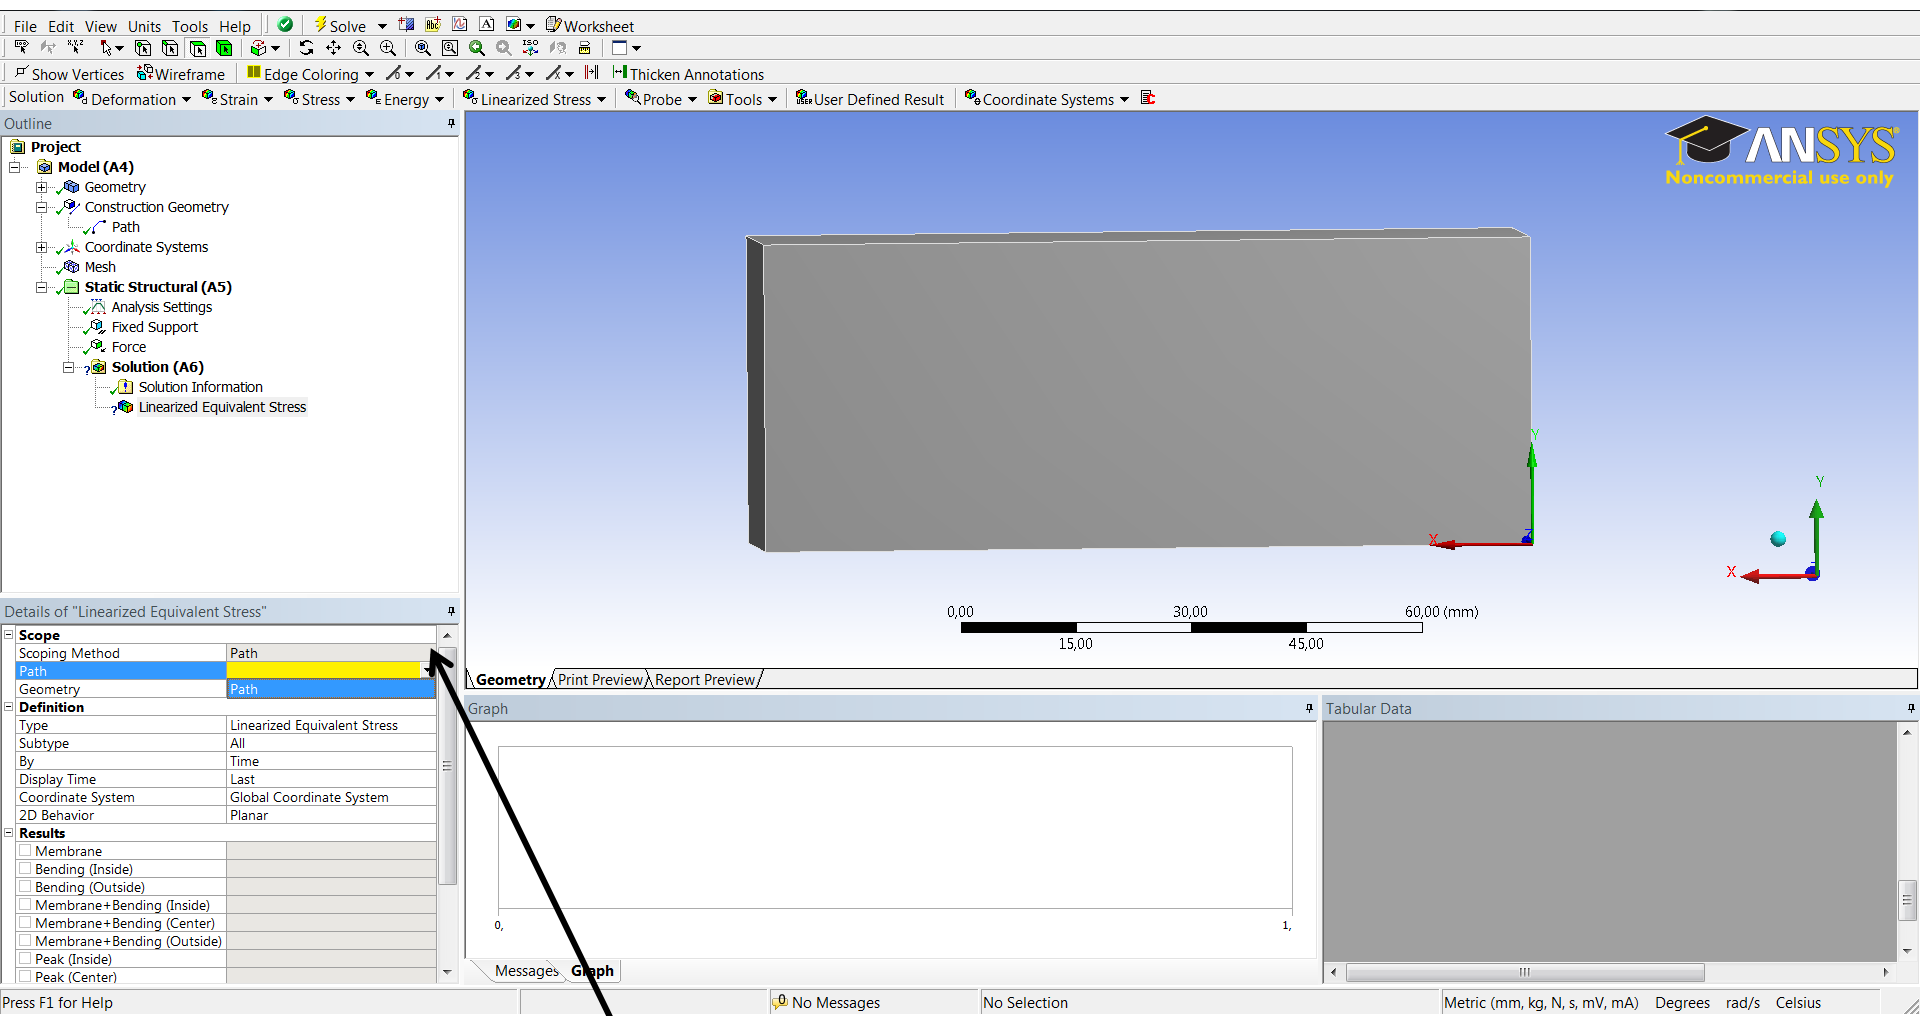 File Edit View Units Tools Help Solve Worksheet
Show Vertices Wireframe Edge Coloring Thicken Annotations
Solution Deformation Strain Stress Energy Linearized Stress Probe Tools User Defined Result Coordinate Systems
Outline
Project
Model (A4)
Geometry
Construction Geometry
Path
Coordinate Systems
Mesh
Static Structural (A5)
Analysis Settings
Fixed Support
Force
Solution (A6)
Solution Information
Linearized Equivalent Stress
ANSYS
Noncommercial use only
Y
X
Y
X
0,00 30,00 60,00 (mm)
15,00 45,00
Geometry Print Preview Report Preview
Details of "Linearized Equivalent Stress"
Scope
Scoping Method Path
Path
Geometry Path
Definition
Type Linearized Equivalent Stress
Subtype All
By Time
Display Time Last
Coordinate System Global Coordinate System
2D Behavior Planar
Results
Membrane
Bending (Inside)
Bending (Outside)
Membrane+Bending (Inside)
Membrane+Bending (Center)
Membrane+Bending (Outside)
Peak (Inside)
Peak (Center)
Graph
0, 1,
Messages Graph
Tabular Data
Press F1 for Help
0 No Messages
No Selection
Metric (mm, kg, N, s, mV, mA) Degrees rad/s Celsius